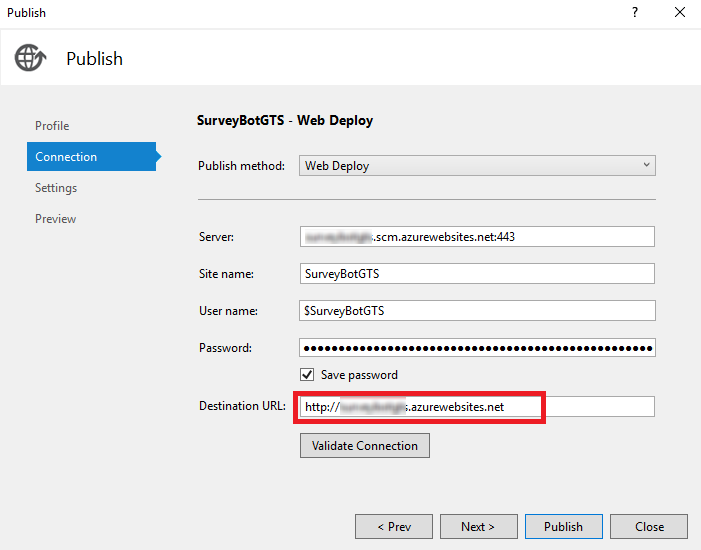 Publish
?
Publish
Profile
Connection
Settings
Preview
SurveyBotGTS - Web Deploy
Publish method: Web Deploy
Server: .scm.azurewebsites.net:443
Site name: SurveyBotGTS
User name: $SurveyBotGTS
Password:
Save password
Destination URL: http:// .azurewebsites.net
Validate Connection
< Prev Next > Publish Close